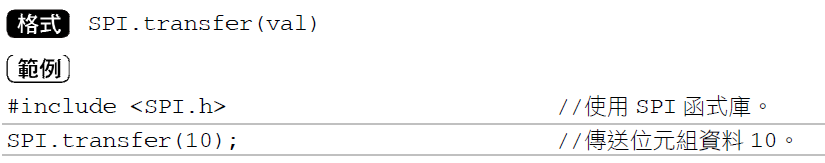 格式 SPI.transfer(val)
範例
#include <SPI.h> //使用 SPI 函式庫。
SPI.transfer(10); //傳送位元組資料 10。